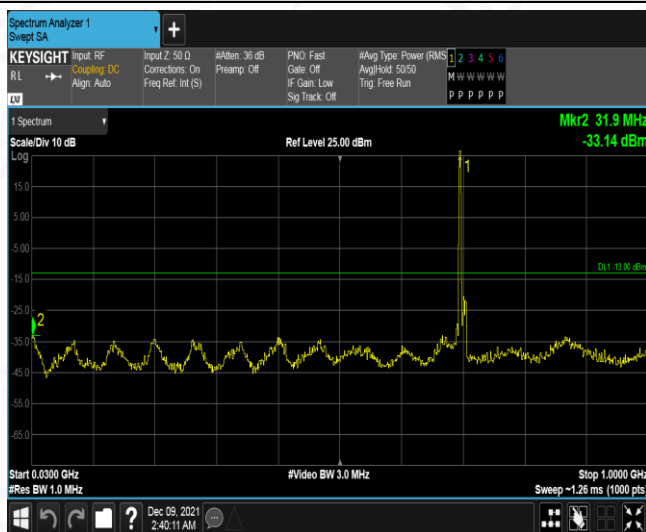 Spectrum Analyzer 1
Swept SA
+
KEYSIGHT Input: RF Input Z: 50 Ω #Atten: 36 dB PNO: Fast #Avg Type: Power (RMS 1 2 3 4 5 6
RL Coupling: DC Corrections: On Preamp: Off Gate: Off Avg|Hold: 50/50 M W W W W W
Align: Auto Freq Ref: Int (S) IF Gain: Low Trig: Free Run
Sig Track: Off P P P P P P
LXI
1 Spectrum Mkr2 31.9 MHz
Scale/Div 10 dB Ref Level 25.00 dBm -33.14 dBm
Log
1
15.0
5.00
-5.00
DL1 -13.00 dBm
-15.0
-25.0
2
-35.0
-45.0
-55.0
-65.0
Start 0.0300 GHz #Video BW 3.0 MHz Stop 1.0000 GHz
#Res BW 1.0 MHz Sweep ~1.26 ms (1000 pts)
? Dec 09, 2021
2:40:11 AM